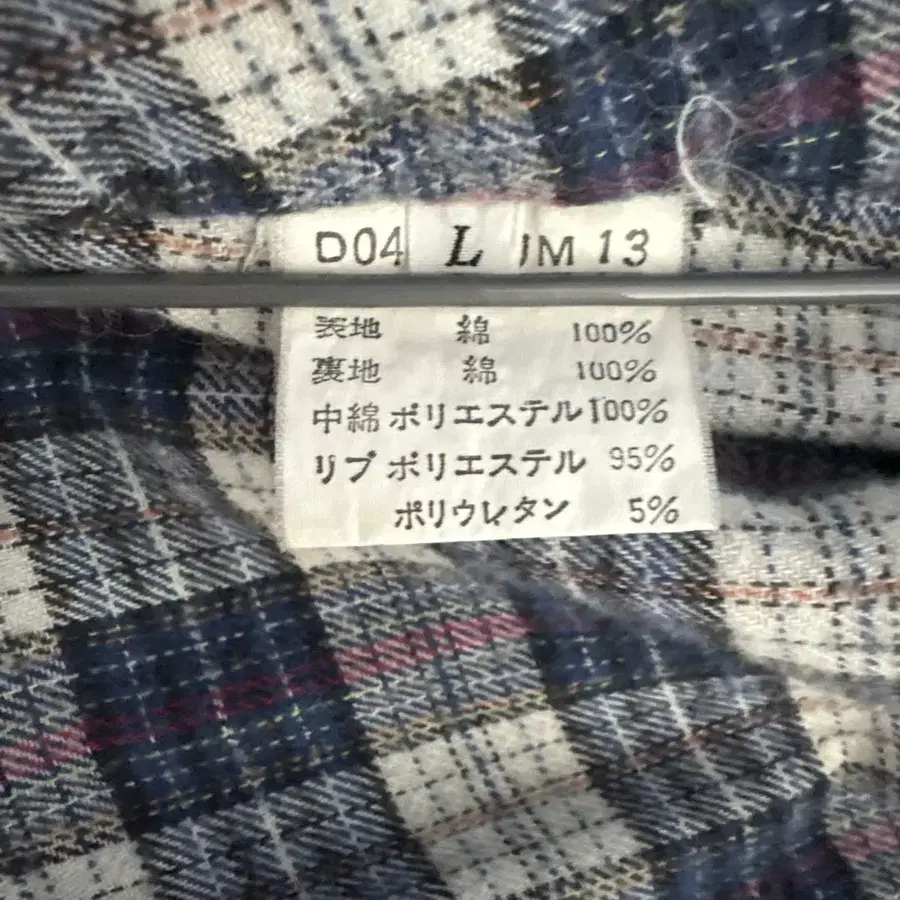 D04 L JM 13
表地 綿 100%
裏地 綿 100%
中綿 ポリエステル 100%
リブ ポリエステル 95%
ポリウレタン 5%